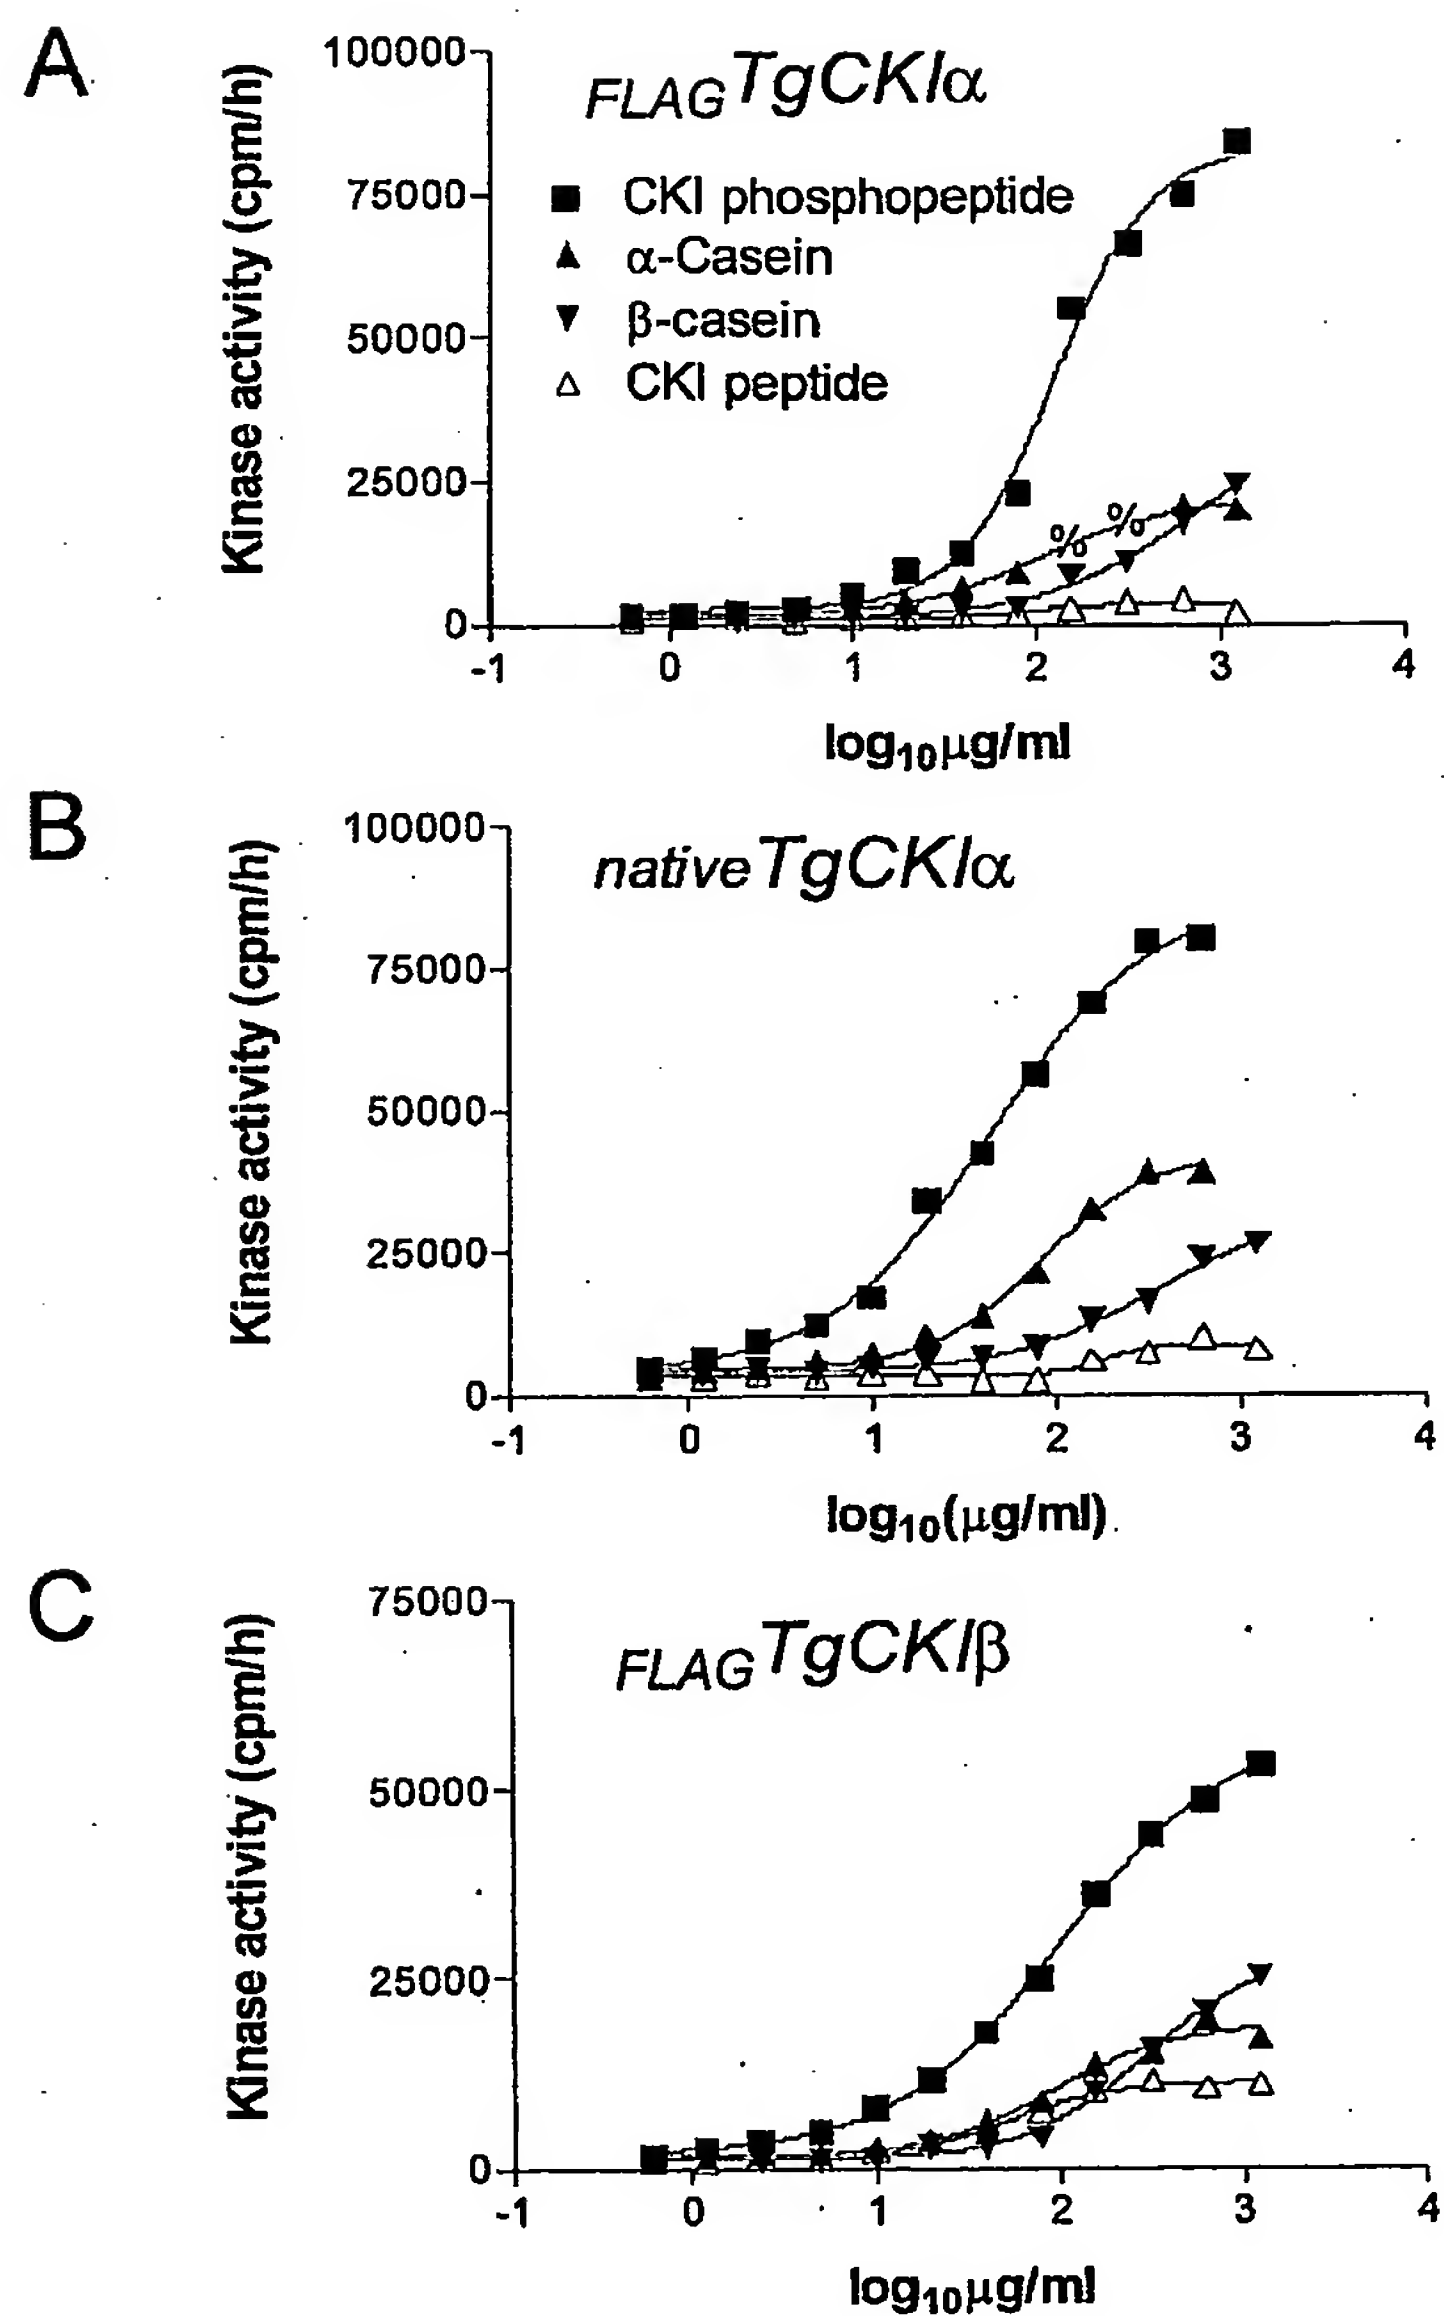 A
100000
FLAGTgCKIα
75000
CKI phosphopeptide
α-Casein
50000
β-casein
CKI peptide
25000
% %
0
-1 0 1 2 3 4
Kinase activity (cpm/h)
log10μg/ml
B
100000
nativeTgCKIα
75000
50000
25000
0
-1 0 1 2 3 4
Kinase activity (cpm/h)
log10(μg/ml)
C
75000
FLAGTgCKIβ
50000
25000
0
-1 0 1 2 3 4
Kinase activity (cpm/h)
log10μg/ml